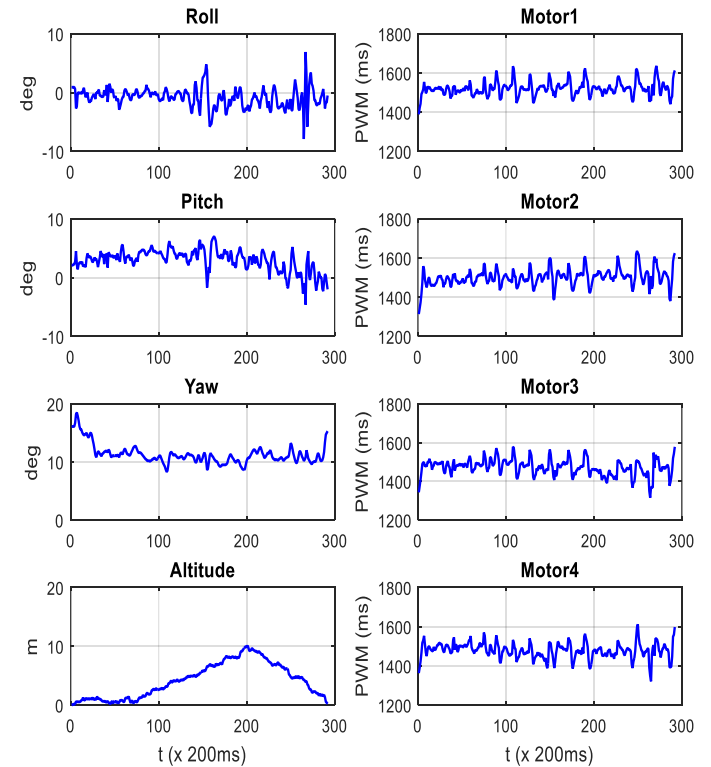 Roll
10
0
-10
deg
0 100 200 300
Motor1
1800
1600
1400
1200
PWM (ms)
0 100 200 300
Pitch
10
0
-10
deg
0 100 200 300
Motor2
1800
1600
1400
1200
PWM (ms)
0 100 200 300
Yaw
20
10
0
deg
0 100 200 300
Motor3
1800
1600
1400
1200
PWM (ms)
0 100 200 300
Altitude
20
10
0
m
0 100 200 300
t (x 200ms)
Motor4
1800
1600
1400
1200
PWM (ms)
0 100 200 300
t (x 200ms)